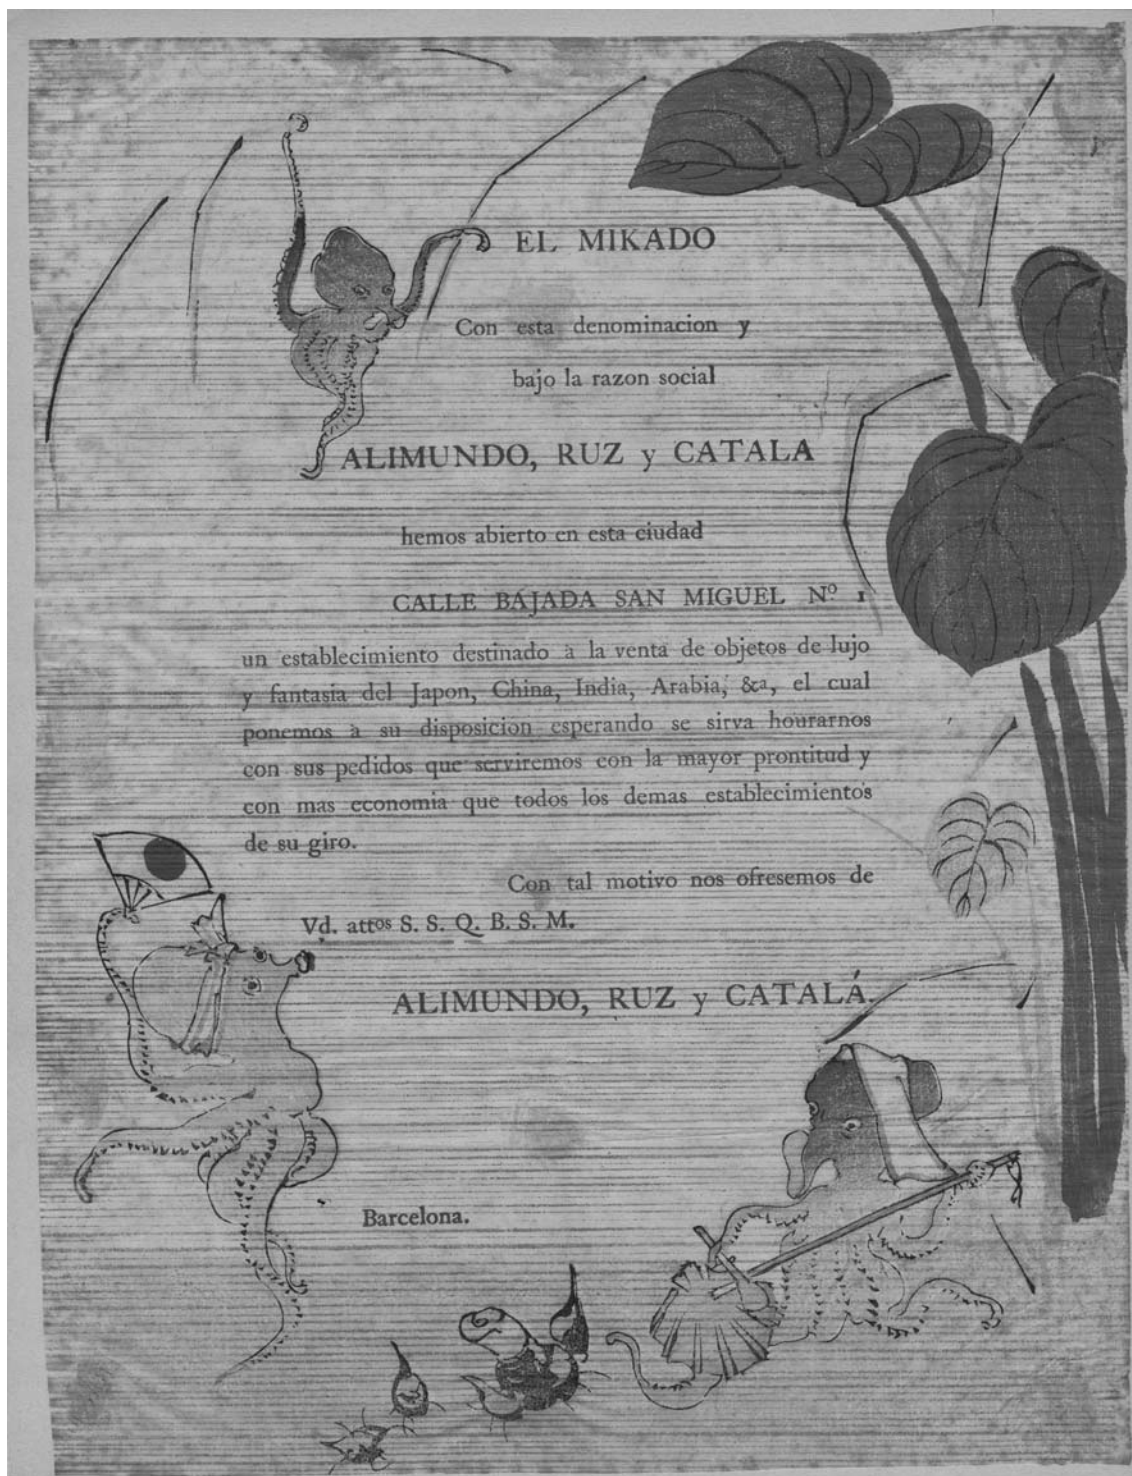 EL MIKADO
Con esta denominacion y
bajo la razon social
ALIMUNDO, RUZ y CATALA
hemos abierto en esta ciudad
CALLE BAJADA SAN MIGUEL Nº 1
un establecimiento destinado à la venta de objetos de lujo
y fantasia del Japon, China, India, Arabia, &ª, el cual
ponemos à su disposicion esperando se sirva hourarnos
con sus pedidos que serviremos con la mayor prontitud y
con mas economia que todos los demas establecimientos
de su giro.
Con tal motivo nos ofresemos de
Vd. attos S. S. Q. B. S. M.
ALIMUNDO, RUZ y CATALÁ.
Barcelona.